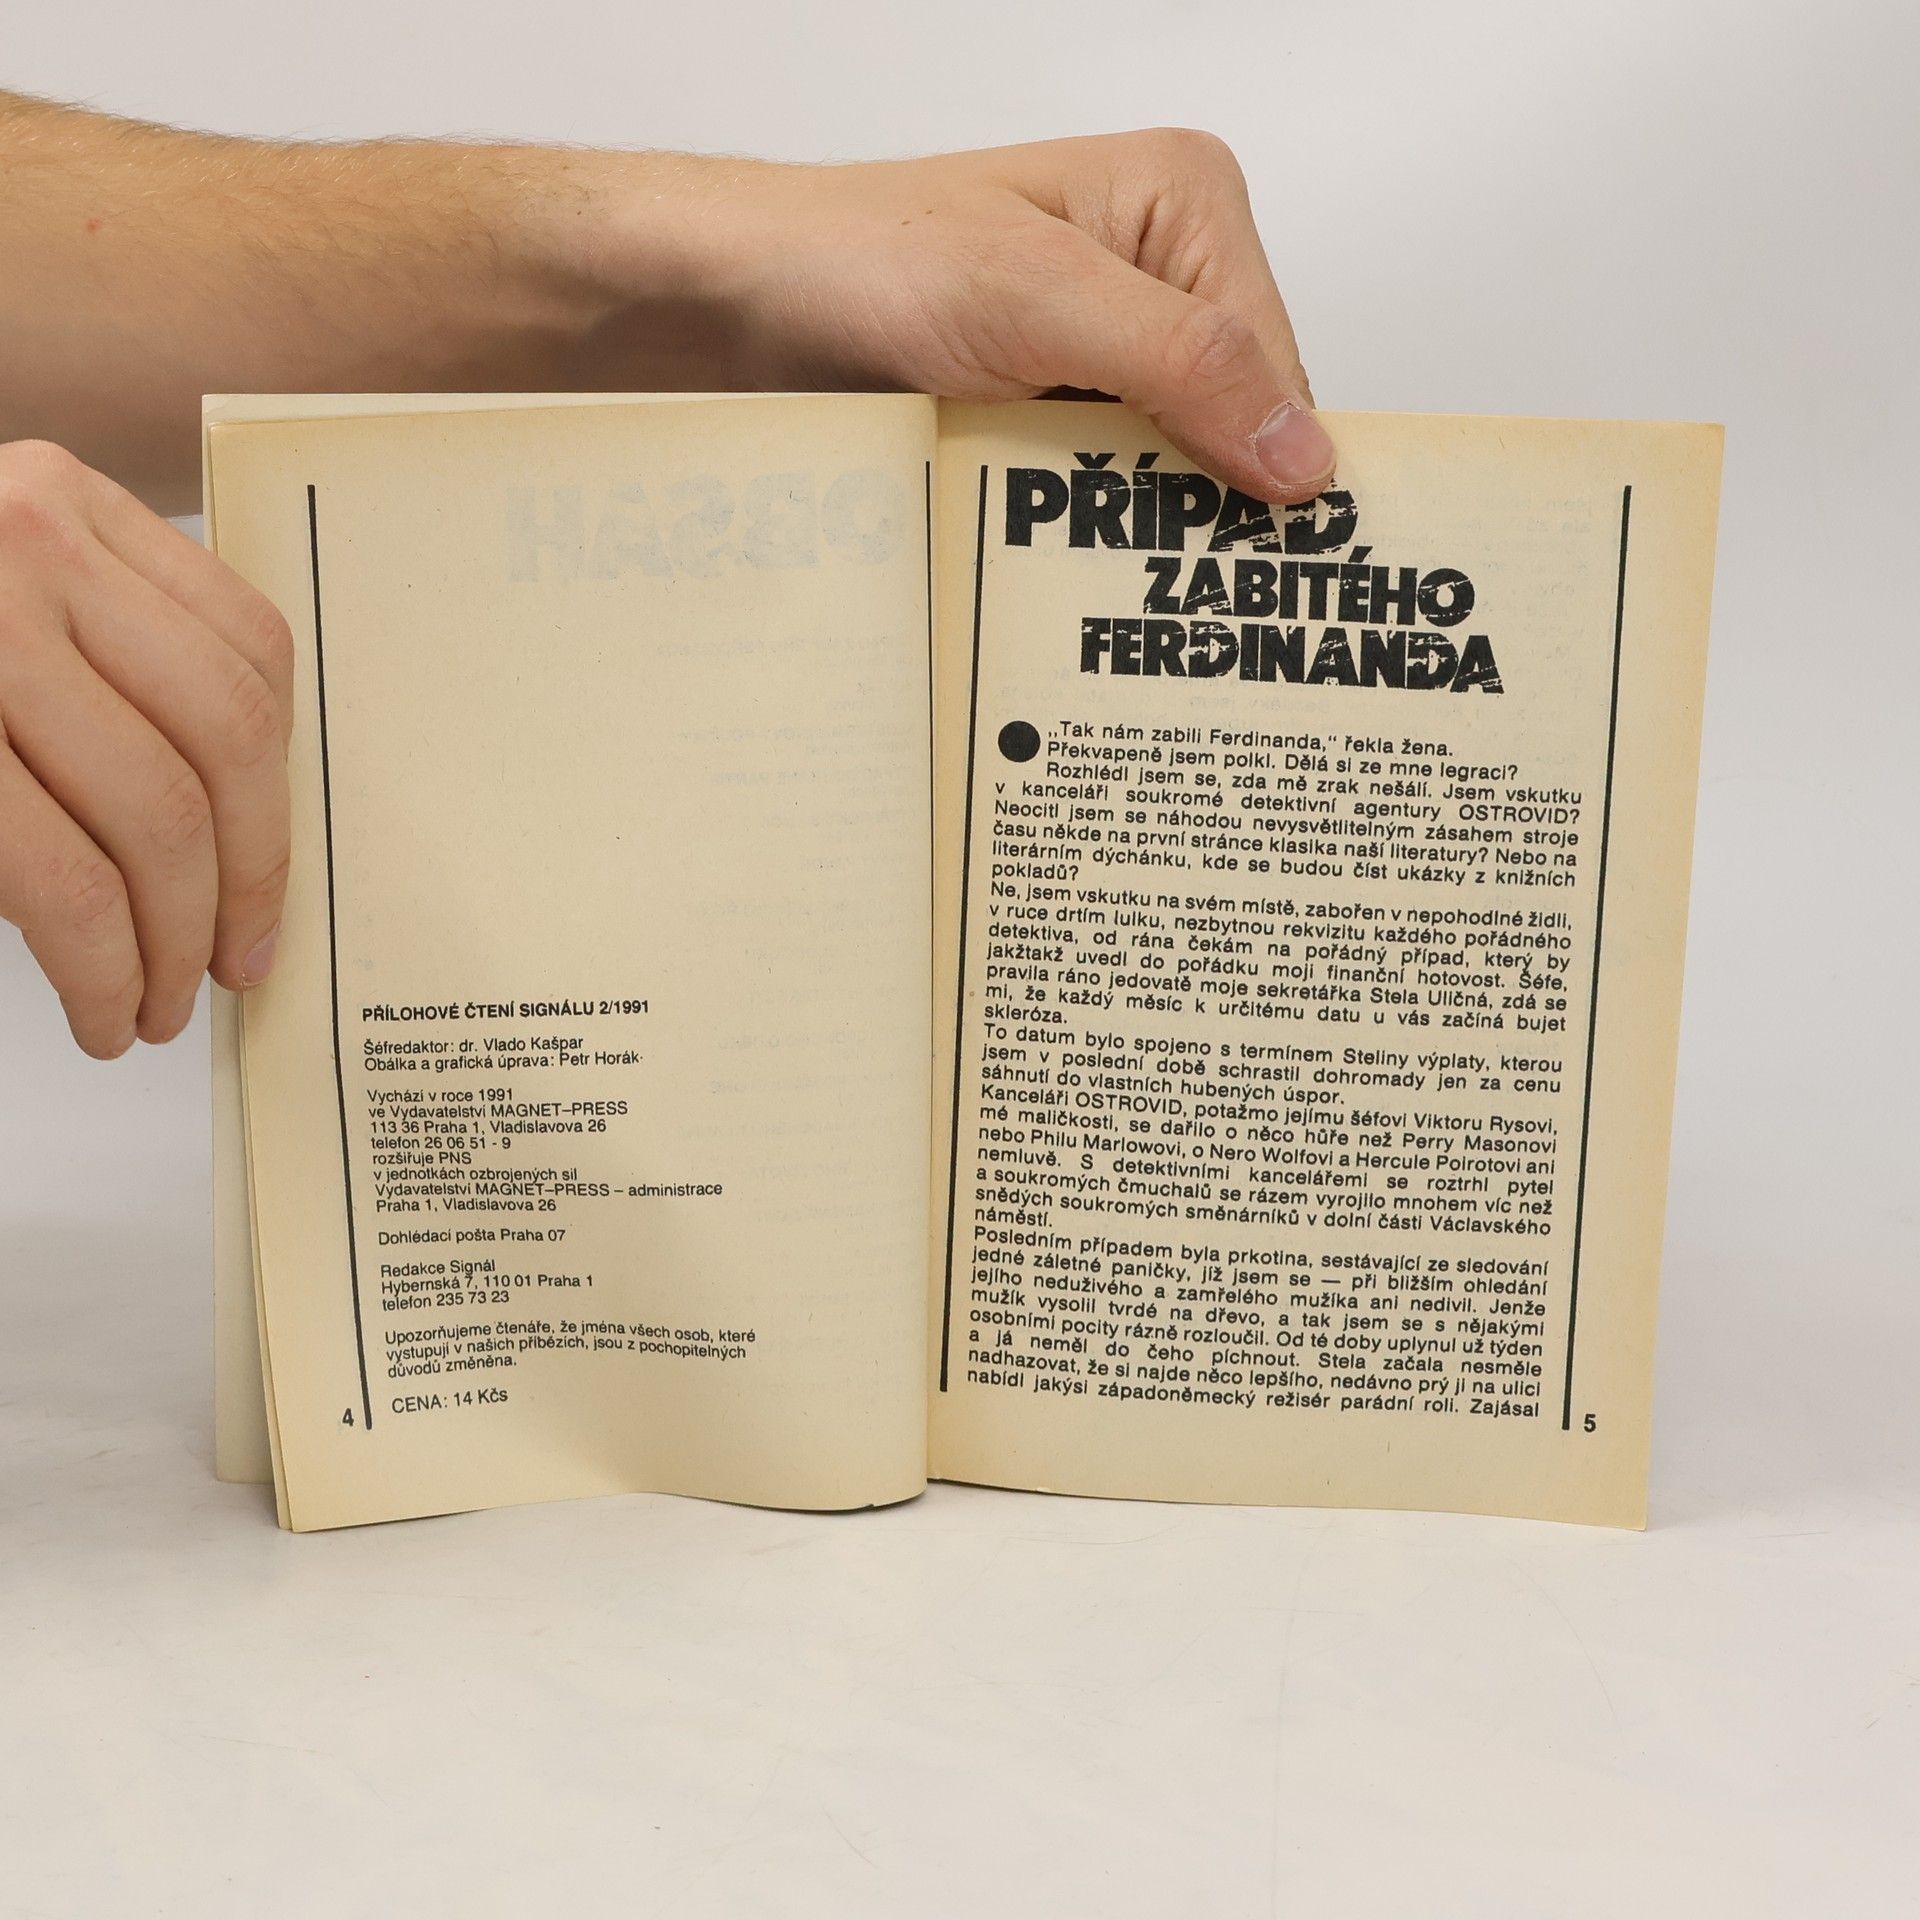 PŘÍLOHOVÉ ČTENÍ SIGNÁLU 2/1991
Šéfredaktor: dr. Vlado Kašpar
Obálka a grafická úprava: Petr Horák
Vychází v roce 1991
ve Vydavatelství MAGNET–PRESS
113 36 Praha 1, Vladislavova 26
telefon 26 06 51 - 9
rozšiřuje PNS
v jednotkách ozbrojených sil
Vydavatelství MAGNET–PRESS – administrace
Praha 1, Vladislavova 26
Dohlédací pošta Praha 07
Redakce Signál
Hybernská 7, 110 01 Praha 1
telefon 235 73 23
Upozorňujeme čtenáře, že jména všech osob, které
vystupují v našich příbězích, jsou z pochopitelných
důvodů změněna.
CENA: 14 Kčs
4
PŘÍPAD
ZABITÉHO
FERDINANDA
„Tak nám zabili Ferdinanda,“ řekla žena.
Překvapeně jsem polkl. Dělá si ze mne legraci?
Rozhlédl jsem se, zda mě zrak nešálí. Jsem vskutku
v kanceláři soukromé detektivní agentury OSTROVID?
Neocitl jsem se náhodou nevysvětlitelným zásahem stroje
času někde na první stránce klasika naší literatury? Nebo na
literárním dýchánku, kde se budou číst ukázky z knižních
pokladů?
Ne, jsem vskutku na svém místě, zabořen v nepohodlné židli,
v ruce drtím lulku, nezbytnou rekvizitu každého pořádného
detektiva, od rána čekám na pořádný případ, který by
jakžtakž uvedl do pořádku moji finanční hotovost. Šéfe,
pravila ráno jedovatě moje sekretářka Stela Uličná, zdá se
mi, že každý měsíc k určitému datu u vás začíná bujet
skleróza.
To datum bylo spojeno s termínem Steliny výplaty, kterou
jsem v poslední době schrastil dohromady jen za cenu
sáhnutí do vlastních hubených úspor.
Kanceláři OSTROVID, potažmo jejímu šéfovi Viktoru Rysovi,
mé maličkosti, se dařilo o něco hůře než Perry Masonovi
nebo Philu Marlowovi, o Nero Wolfovi a Hercule Poirotovi ani
nemluvě. S detektivními kancelářemi se roztrhl pytel
a soukromých čmuchalů se rázem vyrojilo mnohem víc než
snědých soukromých směnárníků v dolní části Václavského
náměstí.
Posledním případem byla prkotina, sestávající ze sledování
jedné záletné paničky, jíž jsem se — při bližším ohledání
jejího neduživého a zamřelého mužíka ani nedivil. Jenže
mužík vysolil tvrdé na dřevo, a tak jsem se s nějakými
osobními pocity rázně rozloučil. Od té doby uplynul už týden
a já neměl do čeho píchnout. Stela začala nesměle
nadhazovat, že si najde něco lepšího, nedávno prý ji na ulici
nabídl jakýsi západoněmecký režisér parádní roli. Zajásal
5